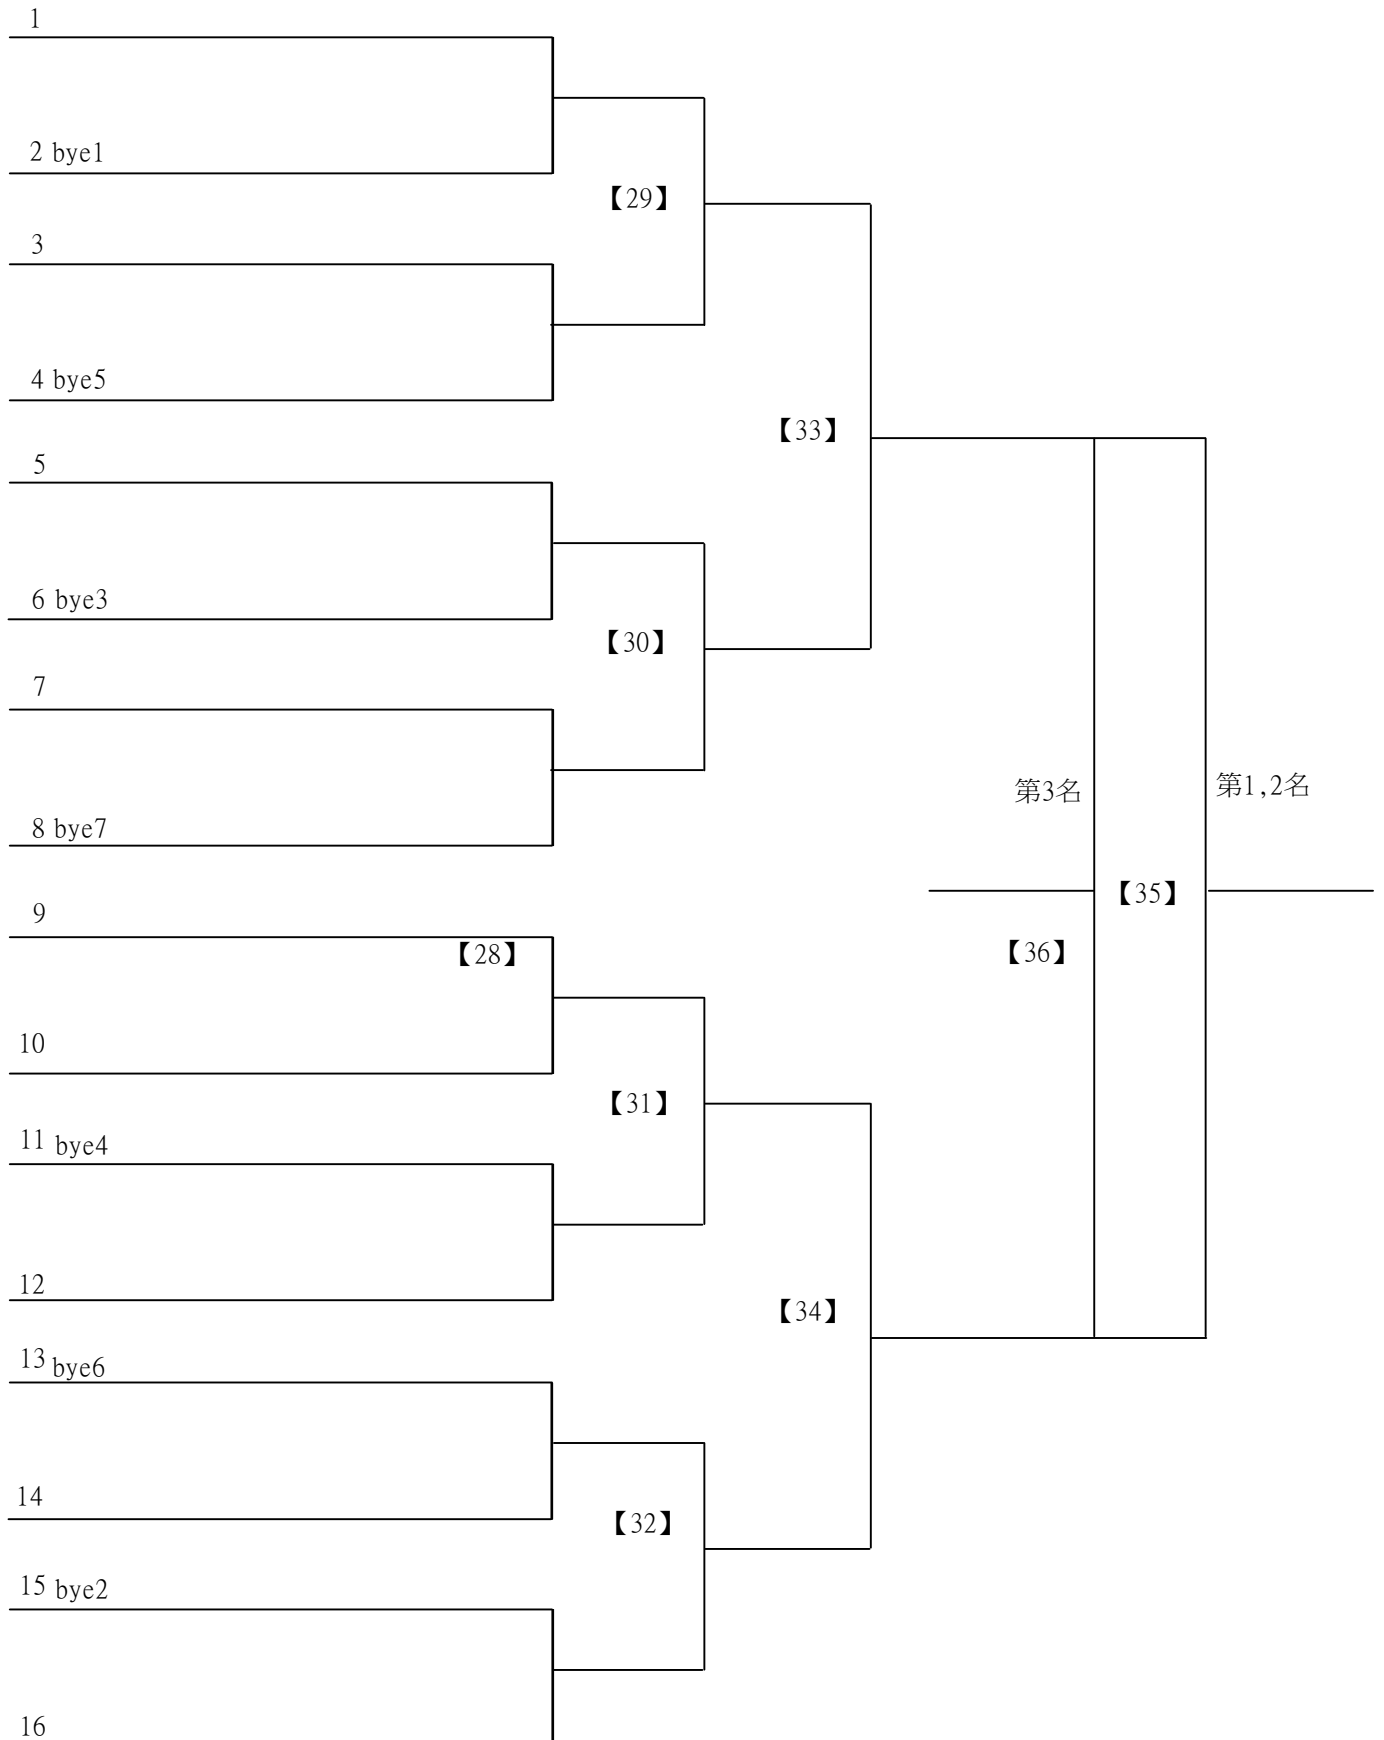 1
2 bye1
【29】
3
4 bye5
【33】
5
6 bye3
【30】
7
第3名
第1,2名
8 bye7
【35】
9
【28】
【36】
10
【31】
11 bye4
12
【34】
13 bye6
14
【32】
15 bye2
16